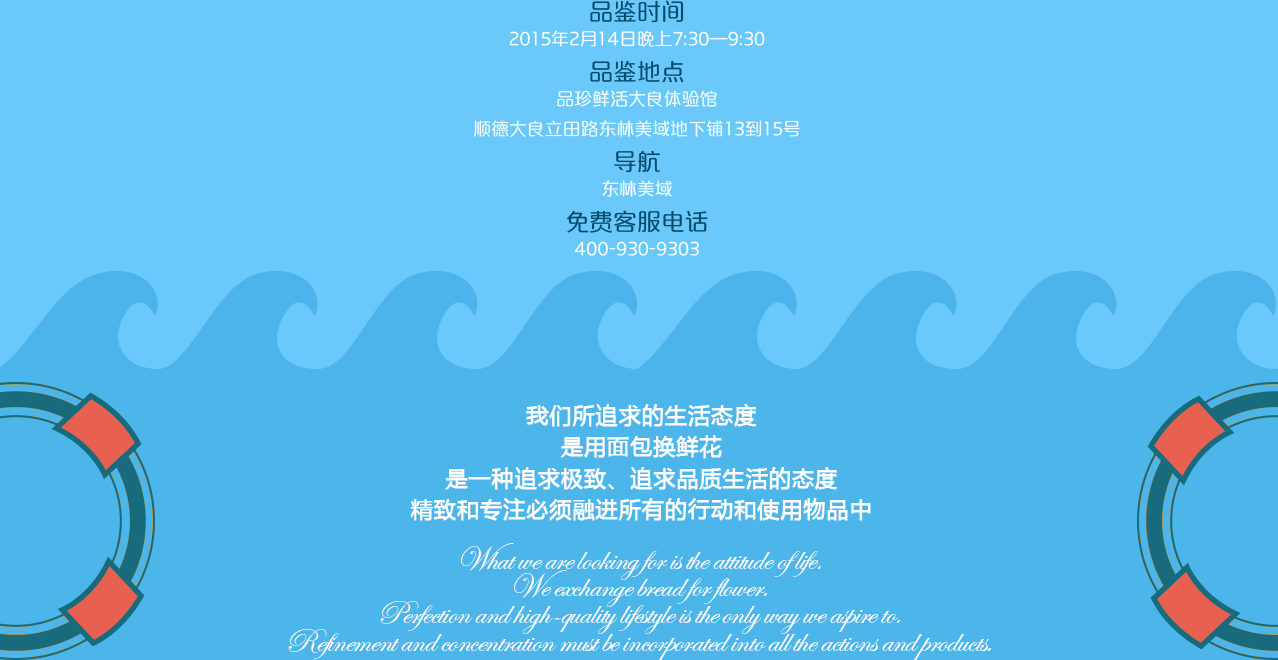 品鉴时间
2015年2月14日晚上7:30—9:30
品鉴地点
品珍鲜活大良体验馆
顺德大良立田路东林美域地下铺13到15号
导航
东林美域
免费客服电话
400-930-9303
我们所追求的生活态度
是用面包换鲜花
是一种追求极致、追求品质生活的态度
精致和专注必须融进所有的行动和使用物品中
What we are looking for is the attitude of life.
We exchange bread for flower.
Perfection and high-quality lifestyle is the only way we aspire to.
Refinement and concentration must be incorporated into all the actions and products.